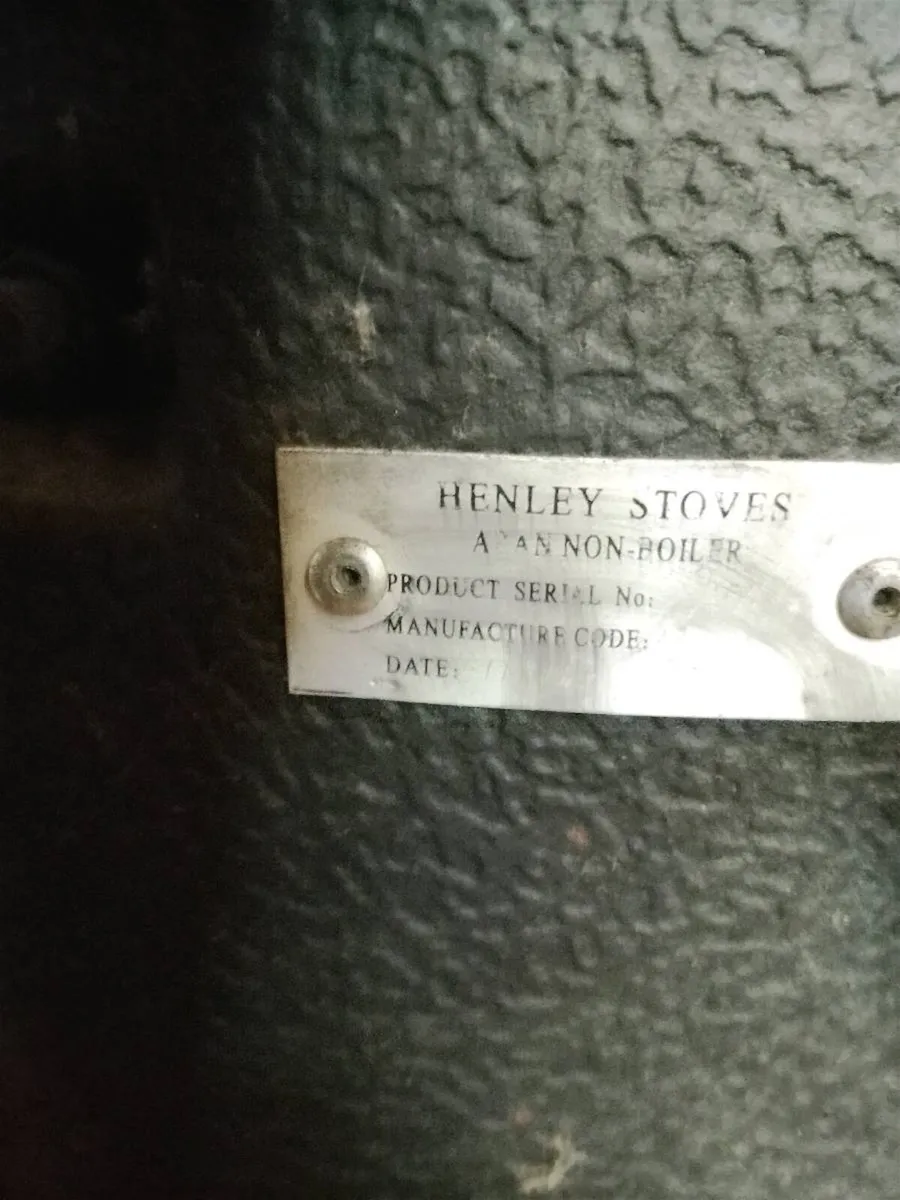 HENLEY STOVES
NON-BOILER
PRODUCT SERIAL No:
MANUFACTURE CODE:
DATE: